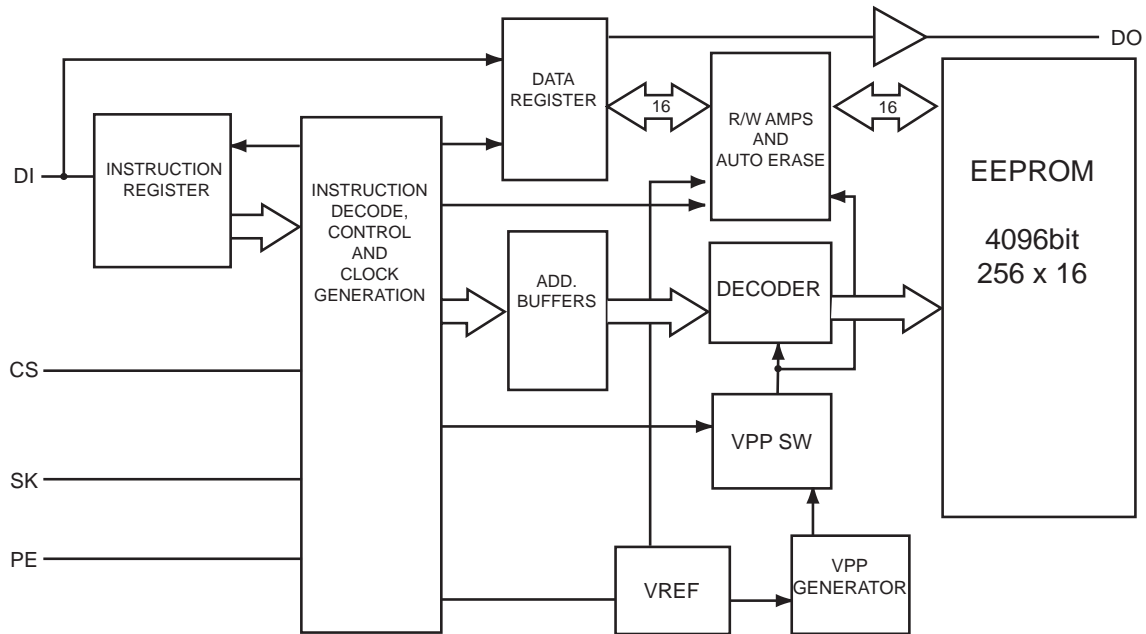 DO
DATA
REGISTER
16
R/W AMPS
AND
AUTO ERASE
16
EEPROM
4096bit
256 x 16
DI
INSTRUCTION
REGISTER
INSTRUCTION
DECODE,
CONTROL
AND
CLOCK
GENERATION
ADD.
BUFFERS
DECODER
CS
VPP SW
SK
PE
VREF
VPP
GENERATOR